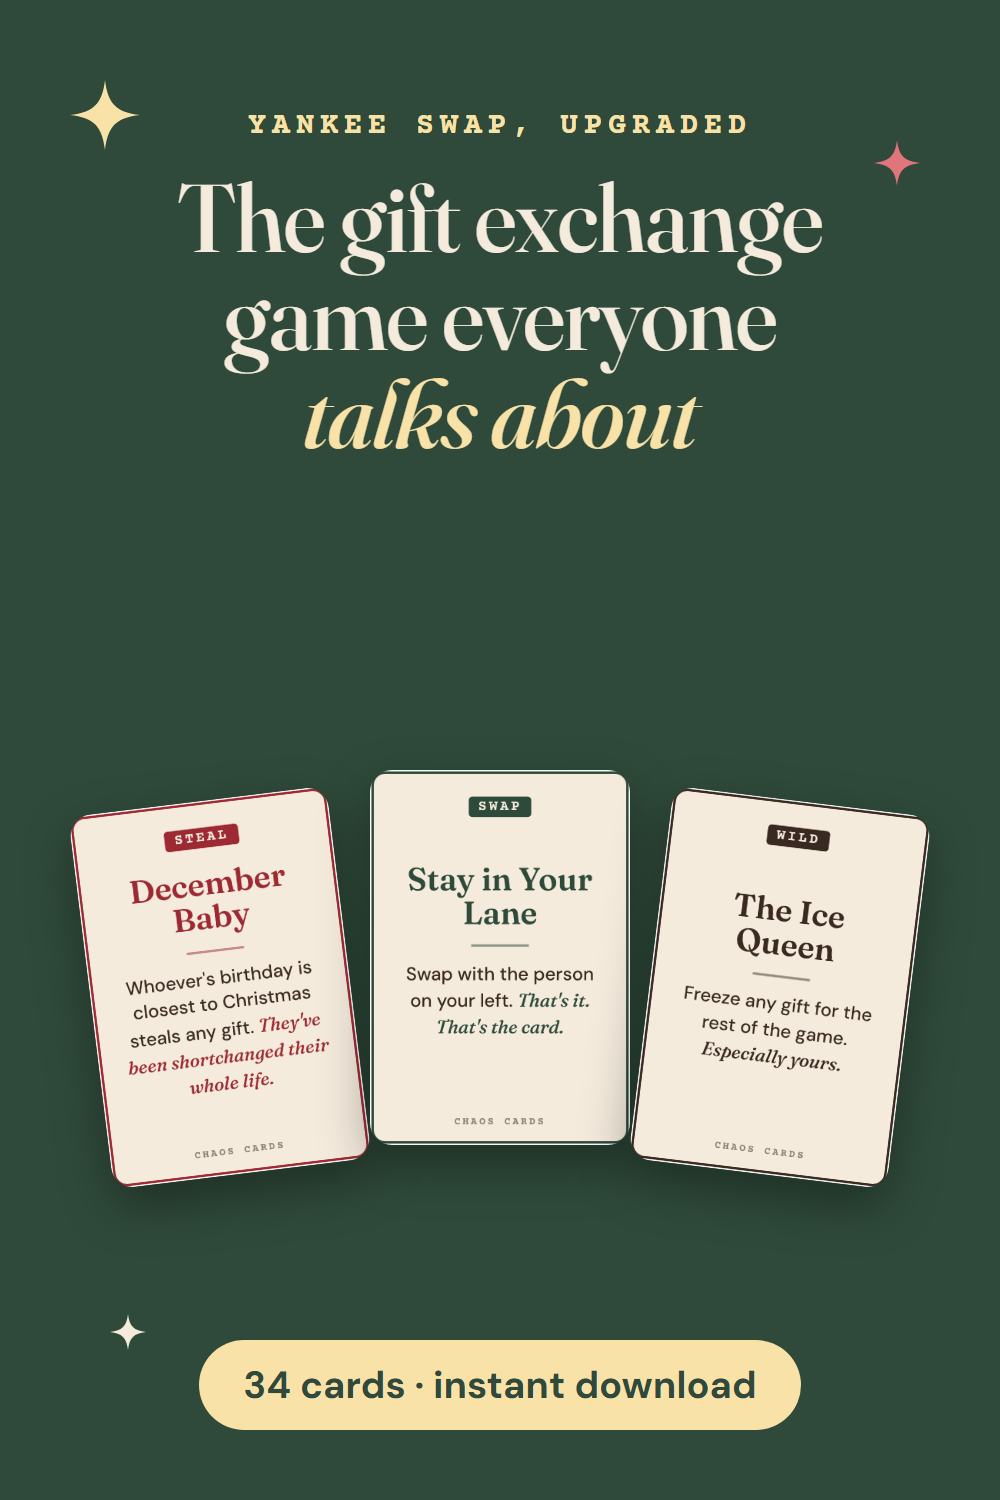 YANKEE SWAP, UPGRADED
The gift exchange
game everyone
talks about
STEAL
December
Baby
Whoever's birthday is
closest to Christmas
steals any gift. They've
been shortchanged their
whole life.
CHAOS CARDS
SWAP
Stay in Your
Lane
Swap with the person
on your left. That's it.
That's the card.
CHAOS CARDS
WILD
The Ice
Queen
Freeze any gift for the
rest of the game.
Especially yours.
CHAOS CARDS
34 cards · instant download